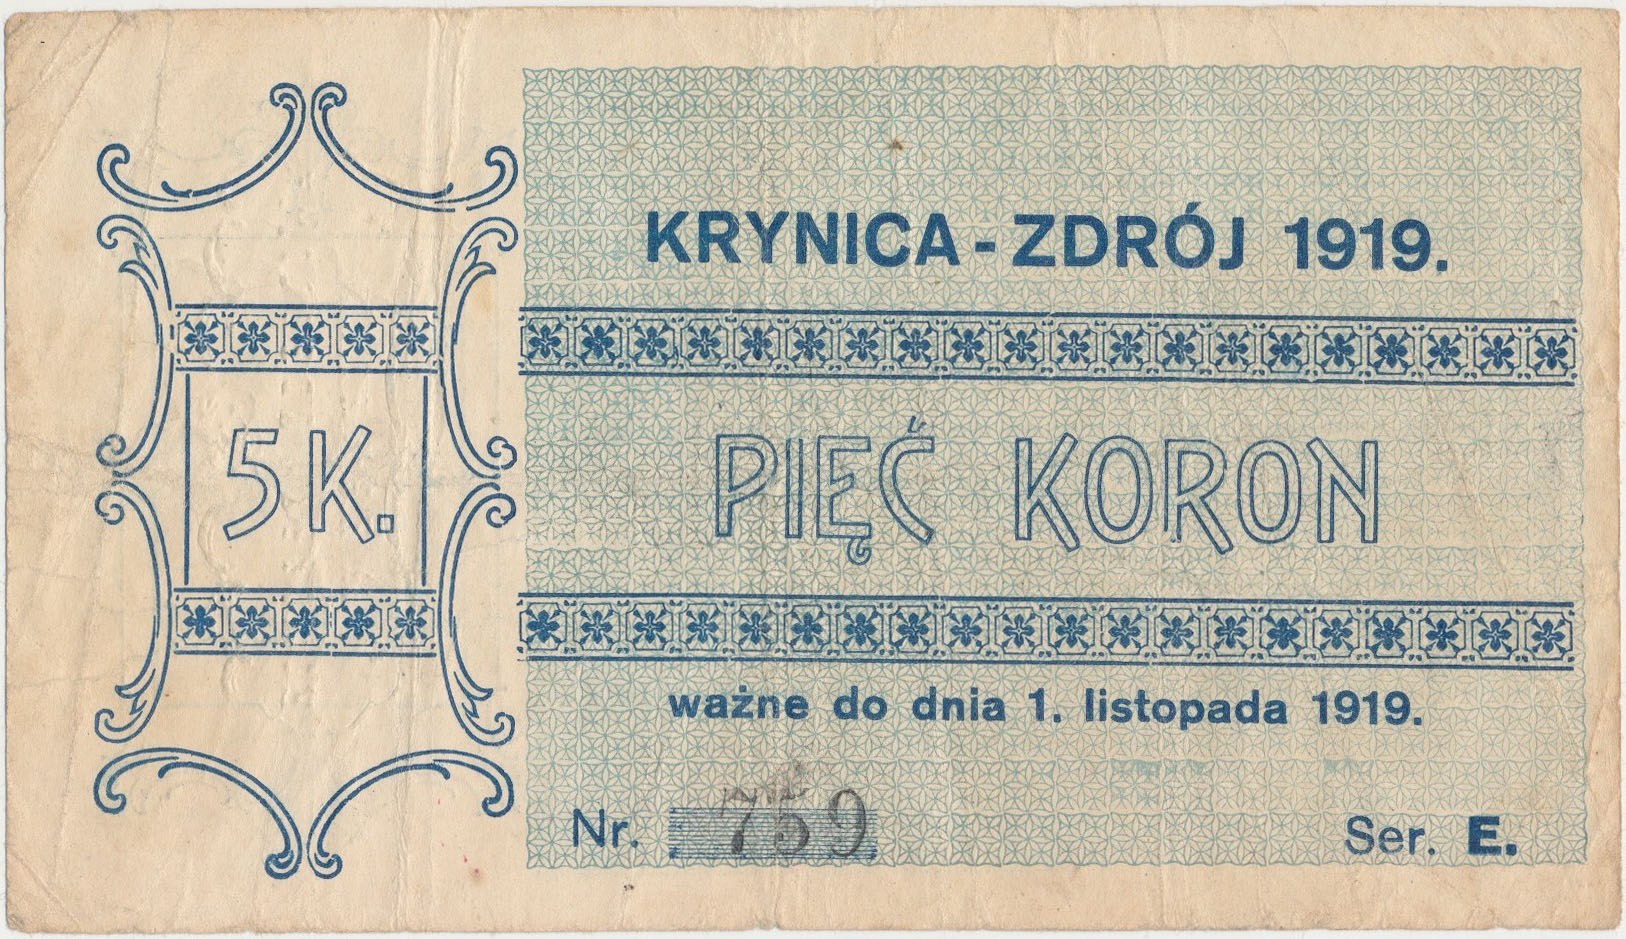 KRYNICA - ZDRÓJ 1919.
5 K.
PIĘĆ KORON
ważne do dnia 1. listopada 1919.
Nr. 759
Ser. E.